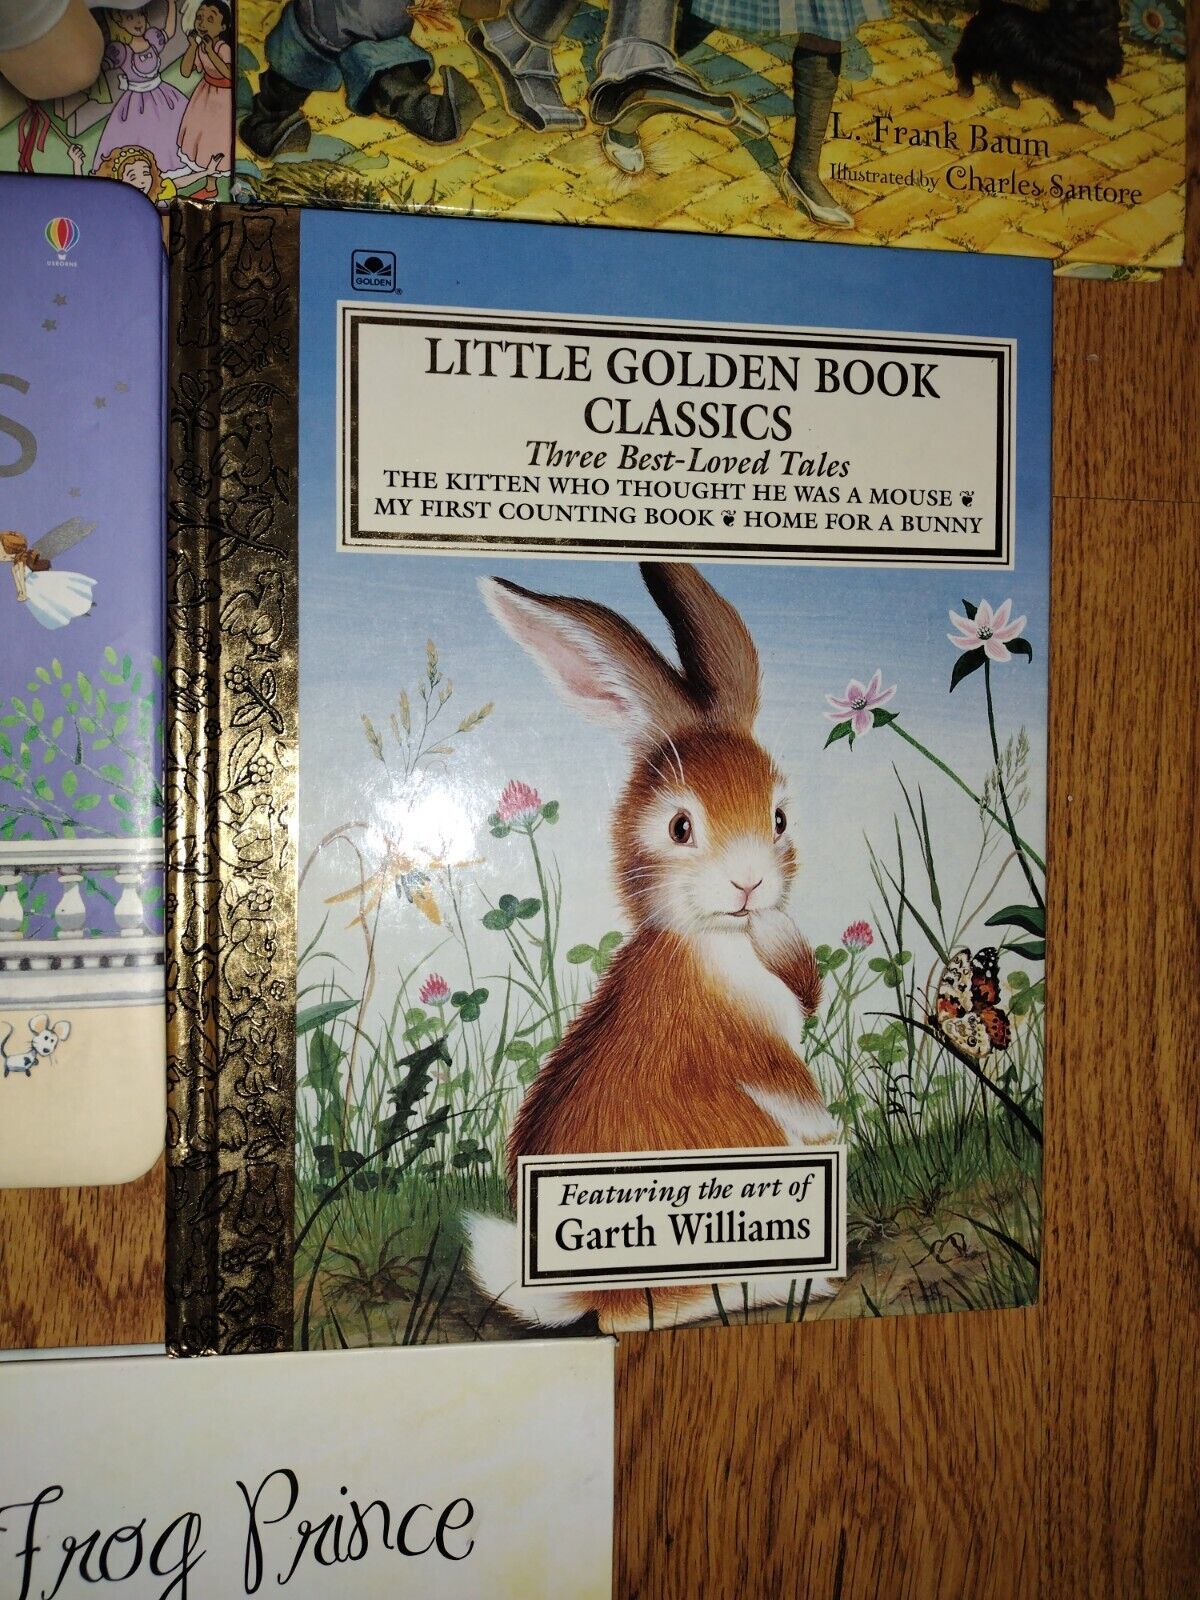 L. Frank Baum
Illustrated by Charles Santore
USBORNE
S
GOLDEN
®
LITTLE GOLDEN BOOK
CLASSICS
Three Best-Loved Tales
THE KITTEN WHO THOUGHT HE WAS A MOUSE ❦
MY FIRST COUNTING BOOK ❦ HOME FOR A BUNNY
Featuring the art of
Garth Williams
Frog Prince